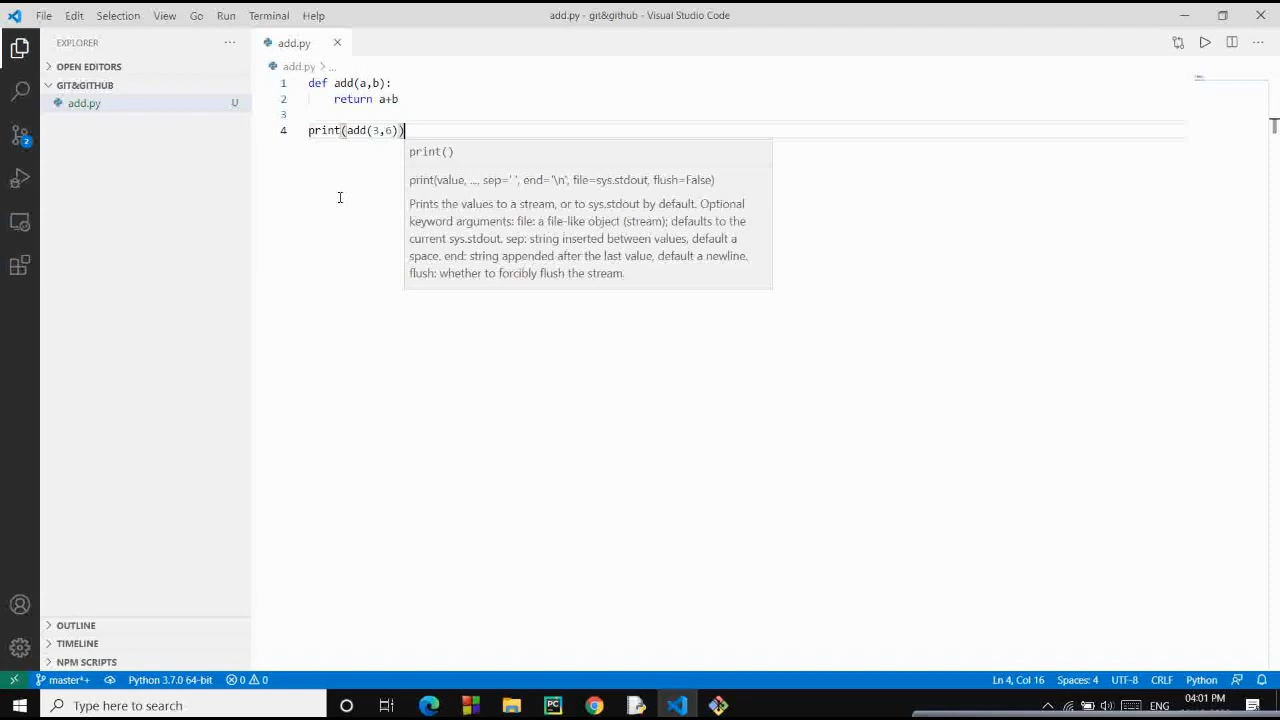 File Edit Selection View Go Run Terminal Help
add.py - git&github - Visual Studio Code
EXPLORER
OPEN EDITORS
GIT&GITHUB
add.py U
2
add.py
add.py > ...
1 def add(a,b):
2 return a+b
3
4 print(add(3,6))
print()
print(value, ..., sep=' ', end='\n', file=sys.stdout, flush=False)
Prints the values to a stream, or to sys.stdout by default. Optional
keyword arguments: file: a file-like object (stream); defaults to the
current sys.stdout. sep: string inserted between values, default a
space. end: string appended after the last value, default a newline.
flush: whether to forcibly flush the stream.
OUTLINE
TIMELINE
NPM SCRIPTS
master*+ Python 3.7.0 64-bit 0 0 Ln 4, Col 16 Spaces: 4 UTF-8 CRLF Python
Type here to search
PC
ENG
04:01 PM